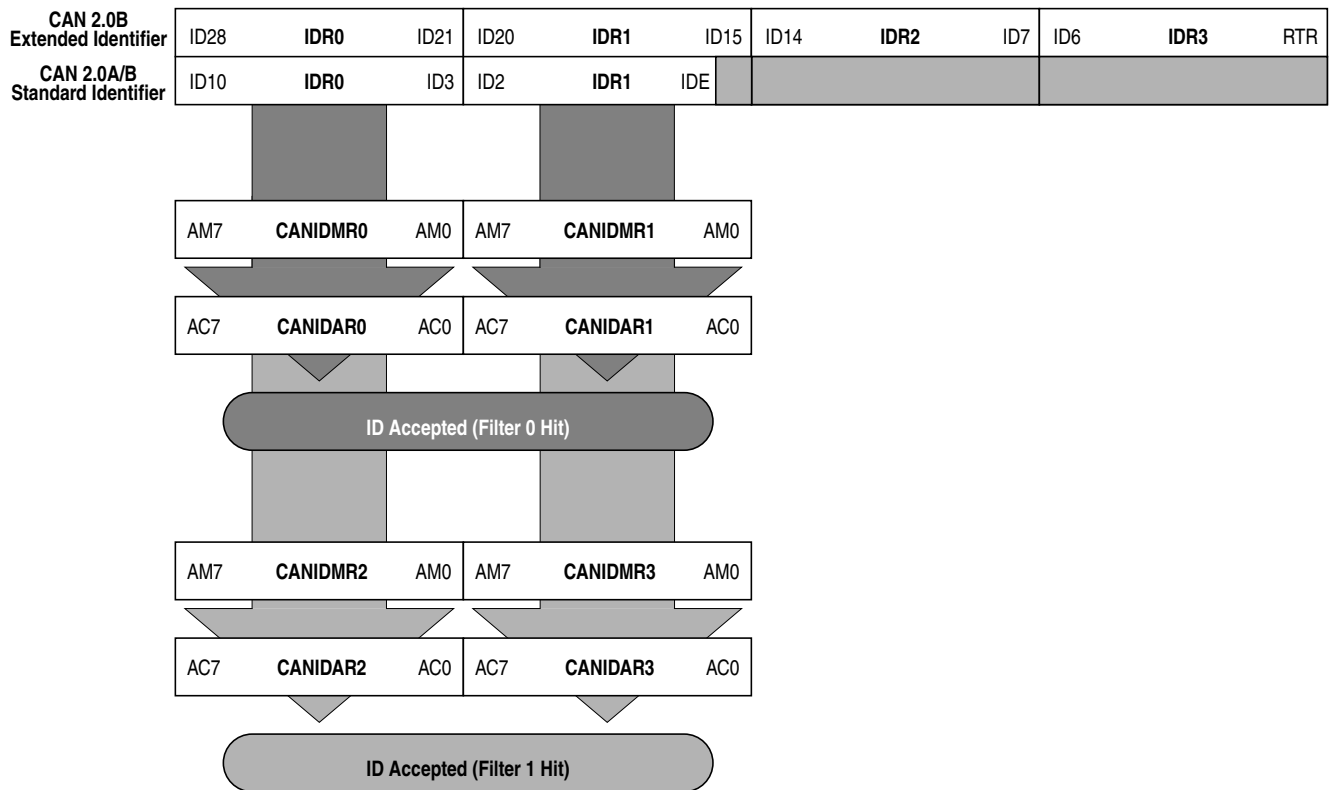 CAN 2.0B
Extended Identifier
ID28 IDR0 ID21 ID20 IDR1 ID15 ID14 IDR2 ID7 ID6 IDR3 RTR
CAN 2.0A/B
Standard Identifier
ID10 IDR0 ID3 ID2 IDR1 IDE
AM7 CANIDMR0 AM0 AM7 CANIDMR1 AM0
AC7 CANIDAR0 AC0 AC7 CANIDAR1 AC0
ID Accepted (Filter 0 Hit)
AM7 CANIDMR2 AM0 AM7 CANIDMR3 AM0
AC7 CANIDAR2 AC0 AC7 CANIDAR3 AC0
ID Accepted (Filter 1 Hit)